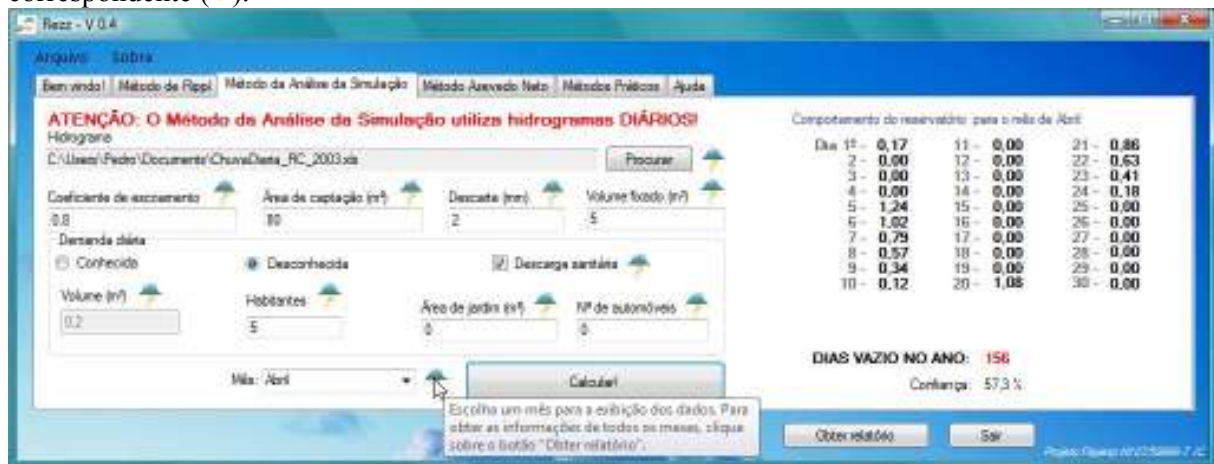 correspondente
Rezz - V 0.4
Arquivo Sobre
Bem vindo! Método de Rippl Método da Análise da Simulação Método Azevedo Neto Métodos Práticos Ajuda
ATENÇÃO: O Método da Análise da Simulação utiliza hidrogramas DIÁRIOS!
Hidrograma
C:\Users\Pedro\Documents\ChuvaDiaria_RC_2003.xls Procurar
Coeficiente de escoamento Área de captação (m²) Descarte (mm) Volume fixado (m³)
0.8 80 2 5
Demanda diária
Conhecida Desconhecida Descarga sanitária
Volume (m³) Habitantes Área de jardim (m²) Nº de automóveis
0.2 5 0 0
Mês: Abril Calcular!
Escolha um mês para a exibição dos dados. Para
obter as informações de todos os meses, clique
sobre o botão "Obter relatório".
Comportamento do reservatório para o mês de Abril:
Dia 1º - 0,17 11 - 0,00 21 - 0,86
2 - 0,00 12 - 0,00 22 - 0,63
3 - 0,00 13 - 0,00 23 - 0,41
4 - 0,00 14 - 0,00 24 - 0,18
5 - 1,24 15 - 0,00 25 - 0,00
6 - 1,02 16 - 0,00 26 - 0,00
7 - 0,79 17 - 0,00 27 - 0,00
8 - 0,57 18 - 0,00 28 - 0,00
9 - 0,34 19 - 0,00 29 - 0,00
10 - 0,12 20 - 1,08 30 - 0,00
DIAS VAZIO NO ANO: 156
Confiança: 57,3 %
Obter relatório Sair